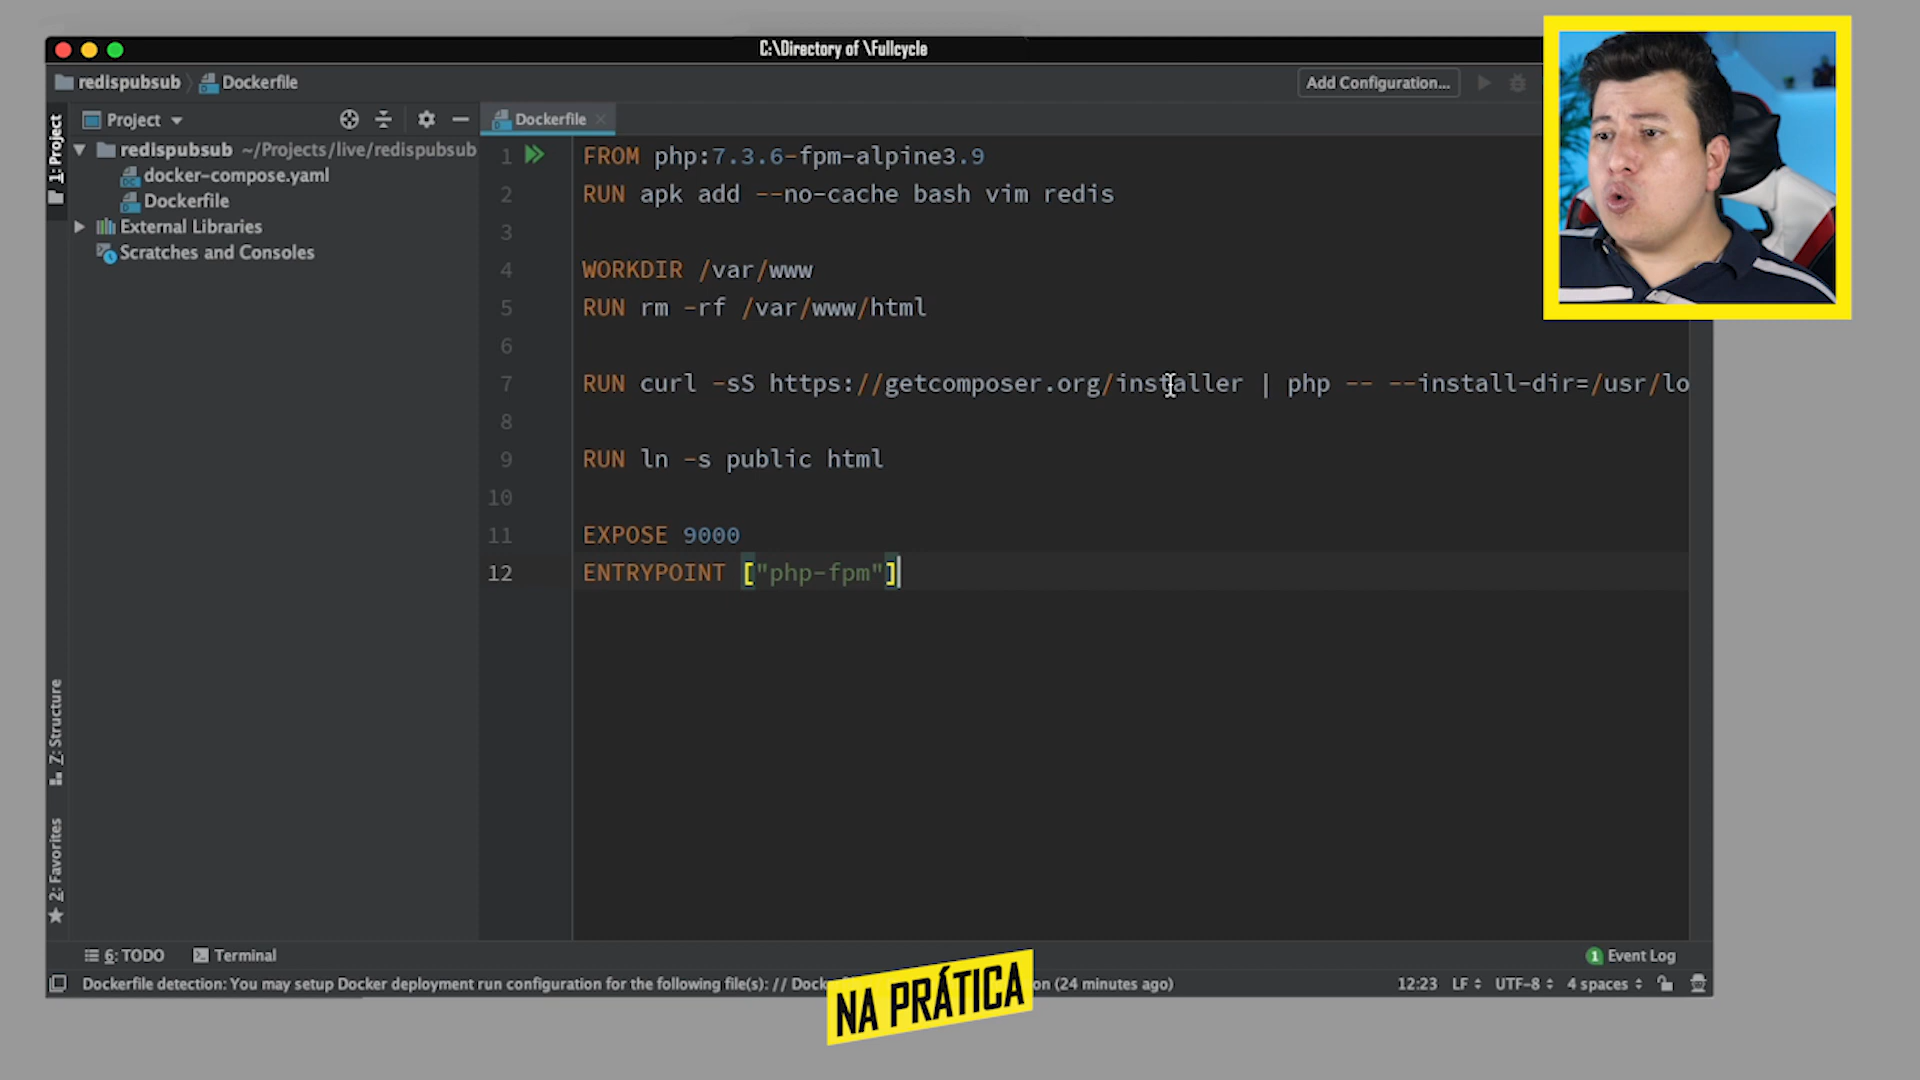 C:\Directory of \Fullcycle
redispubsub
Dockerfile
Add Configuration...
1: Project
Project
redispubsub ~/Projects/live/redispubsub
docker-compose.yaml
Dockerfile
External Libraries
Scratches and Consoles
Dockerfile
1 FROM php:7.3.6-fpm-alpine3.9
2 RUN apk add --no-cache bash vim redis
3
4 WORKDIR /var/www
5 RUN rm -rf /var/www/html
6
7 RUN curl -sS https://getcomposer.org/installer | php -- --install-dir=/usr/lo
8
9 RUN ln -s public html
10
11 EXPOSE 9000
12 ENTRYPOINT ["php-fpm"]
Z: Structure
2: Favorites
6: TODO
Terminal
1 Event Log
Dockerfile detection: You may setup Docker deployment run configuration for the following file(s): // Docke
on (24 minutes ago)
12:23 LF UTF-8 4 spaces
NA PRÁTICA